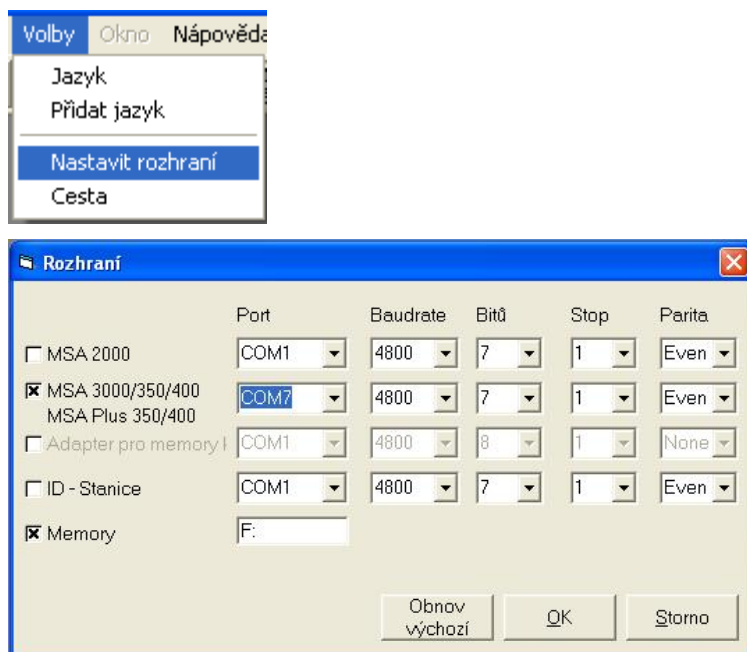 Volby Okno Nápověda
Jazyk
Přidat jazyk
Nastavit rozhraní
Cesta
Rozhraní
Port Baudrate Bitů Stop Parita
MSA 2000 COM1 4800 7 1 Even
MSA 3000/350/400 COM7 4800 7 1 Even
MSA Plus 350/400
Adapter pro memory COM1 4800 8 1 None
ID - Stanice COM1 4800 7 1 Even
Memory F:
Obnov
výchozí
OK Storno